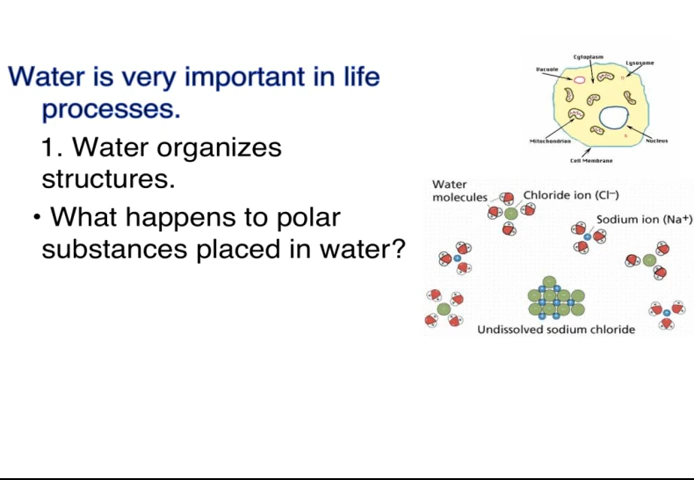 Water is very important in life
processes.
1. Water organizes
structures.
• What happens to polar
substances placed in water?
Cytoplasm
Vacuole
Lysosome
Mitochondrion
Nucleus
Cell Membrane
Water
molecules
Chloride ion (Cl−)
Sodium ion (Na+)
Undissolved sodium chloride